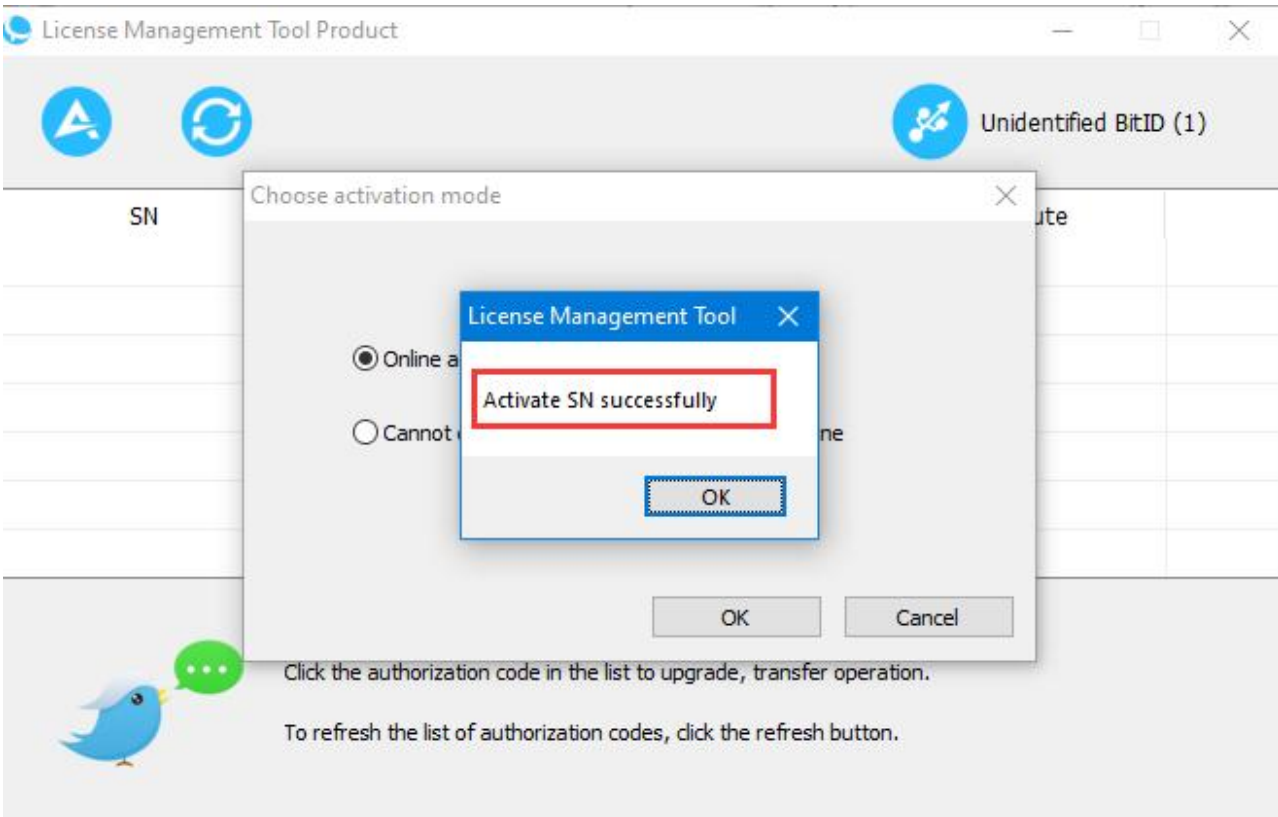 License Management Tool Product
Unidentified BitID (1)
SN
Choose activation mode
License Management Tool
Online
Activate SN successfully
Cannot
OK
OK
Cancel
Click the authorization code in the list to upgrade, transfer operation.
To refresh the list of authorization codes, click the refresh button.